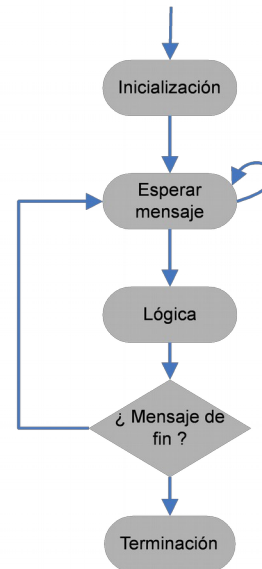 Inicialización
Esperar
mensaje
Lógica
¿ Mensaje de
fin ?
Terminación